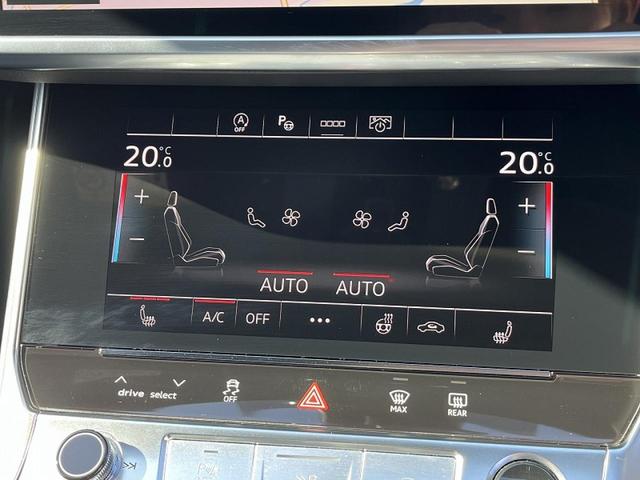 A OFF P
20.0 °C 20.0 °C
+ +
− −
AUTO AUTO
A/C OFF •••
drive select OFF MAX REAR